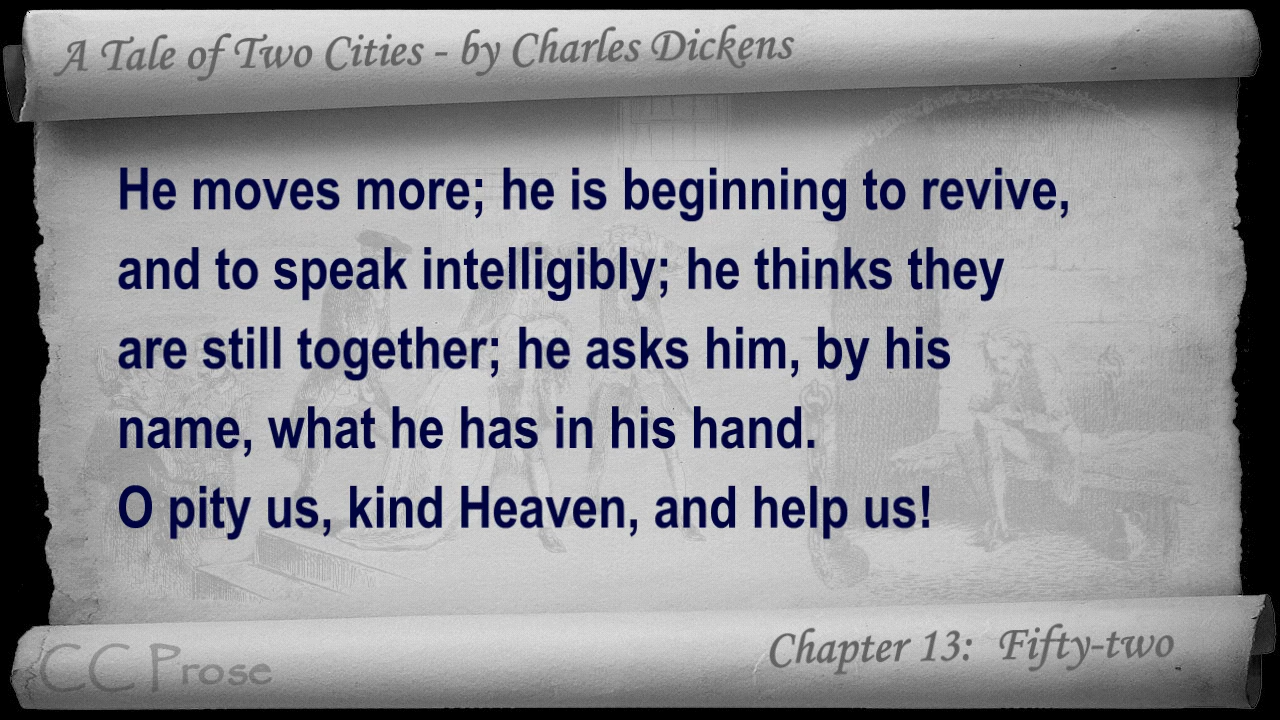 A Tale of Two Cities - by Charles Dickens
He moves more; he is beginning to revive,
and to speak intelligibly; he thinks they
are still together; he asks him, by his
name, what he has in his hand.
O pity us, kind Heaven, and help us!
CC Prose
Chapter 13: Fifty-two